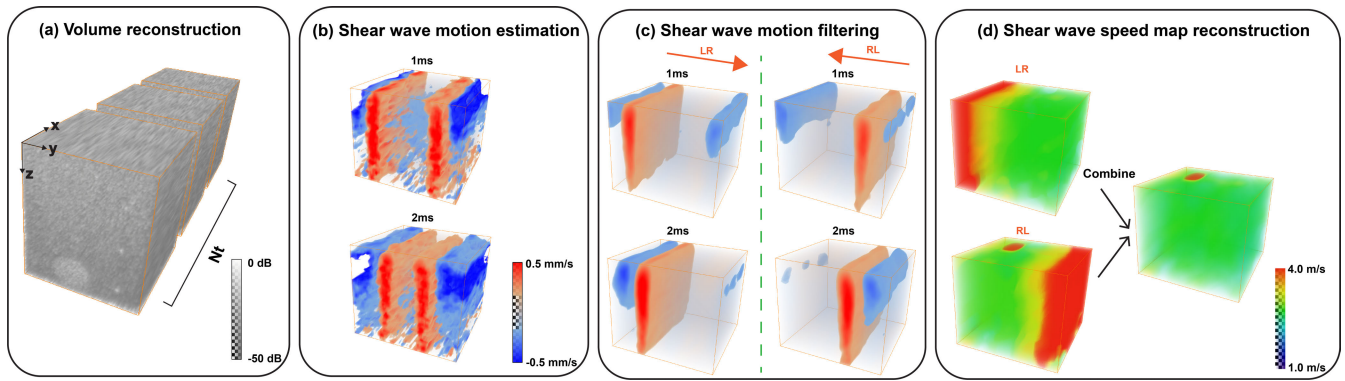 (a) Volume reconstruction
x
y
z
Nt
0 dB
-50 dB
(b) Shear wave motion estimation
1ms
2ms
0.5 mm/s
-0.5 mm/s
(c) Shear wave motion filtering
LR
RL
1ms
1ms
2ms
2ms
(d) Shear wave speed map reconstruction
LR
Combine
RL
4.0 m/s
1.0 m/s